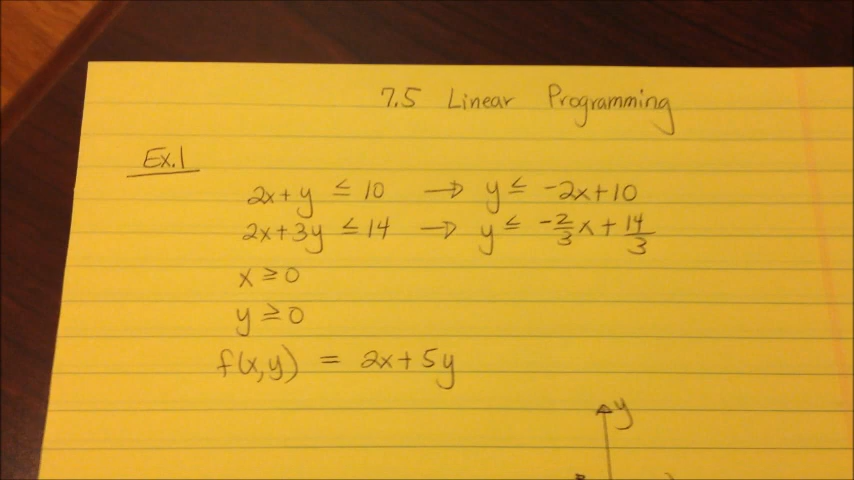 7.5 Linear Programming
Ex.1
2x+y ≤ 10 → y ≤ -2x+10
2x+3y ≤ 14 → y ≤ -2/3 x + 14/3
x ≥ 0
y ≥ 0
f(x,y) = 2x+5y
y